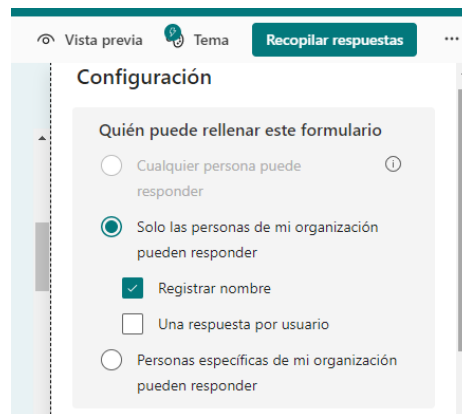 Vista previa Tema Recopilar respuestas ...
Configuración
Quién puede rellenar este formulario
Cualquier persona puede
responder
Solo las personas de mi organización
pueden responder
Registrar nombre
Una respuesta por usuario
Personas específicas de mi organización
pueden responder